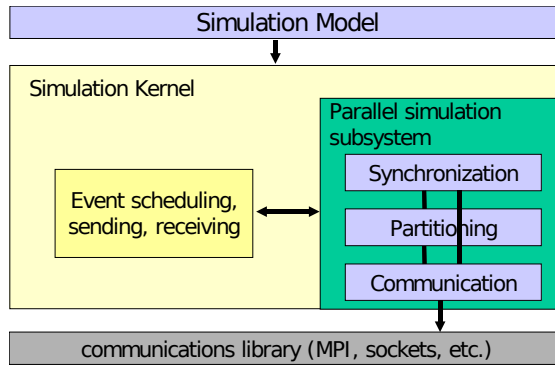 Simulation Model
Simulation Kernel
Parallel simulation
subsystem
Synchronization
Event scheduling,
sending, receiving
Partitioning
Communication
communications library (MPI, sockets, etc.)